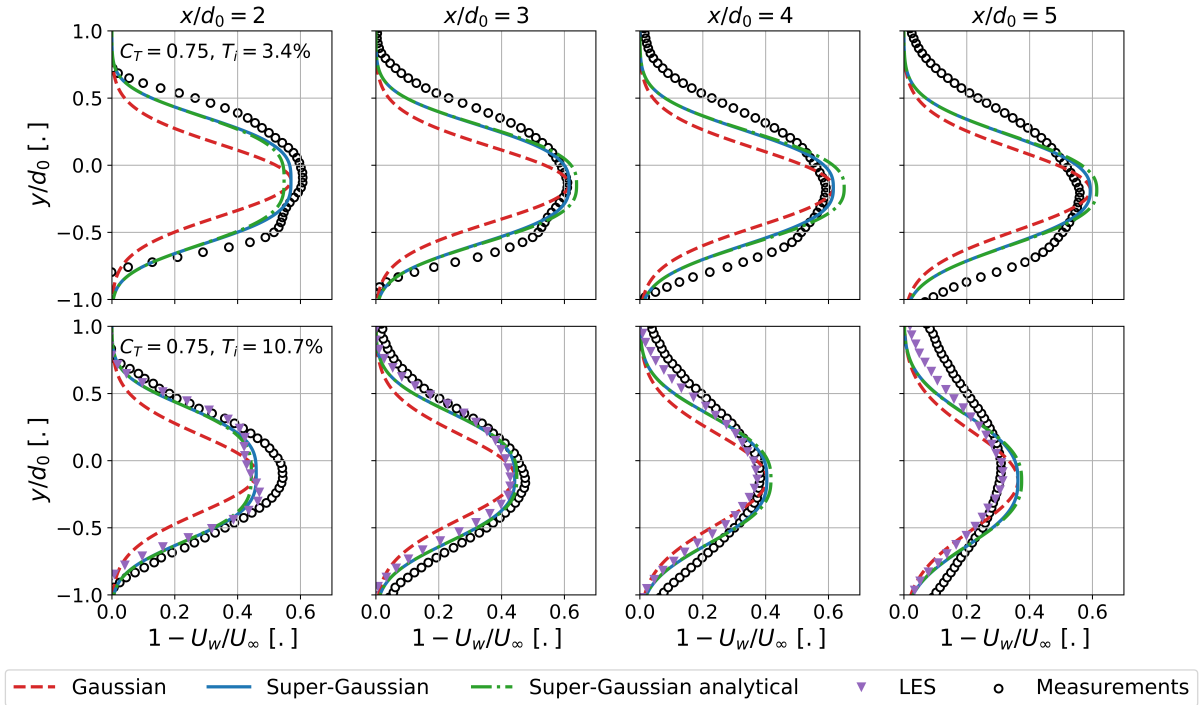 x/d₀ = 2
x/d₀ = 3
x/d₀ = 4
x/d₀ = 5
C_T = 0.75, T_i = 3.4%
y/d₀ [.]
1.0
0.5
0.0
−0.5
−1.0
C_T = 0.75, T_i = 10.7%
y/d₀ [.]
1.0
0.5
0.0
−0.5
−1.0
0.0 0.2 0.4 0.6
0.0 0.2 0.4 0.6
0.0 0.2 0.4 0.6
0.0 0.2 0.4 0.6
1 − U_w/U_∞ [.]
1 − U_w/U_∞ [.]
1 − U_w/U_∞ [.]
1 − U_w/U_∞ [.]
Gaussian
Super-Gaussian
Super-Gaussian analytical
LES
Measurements